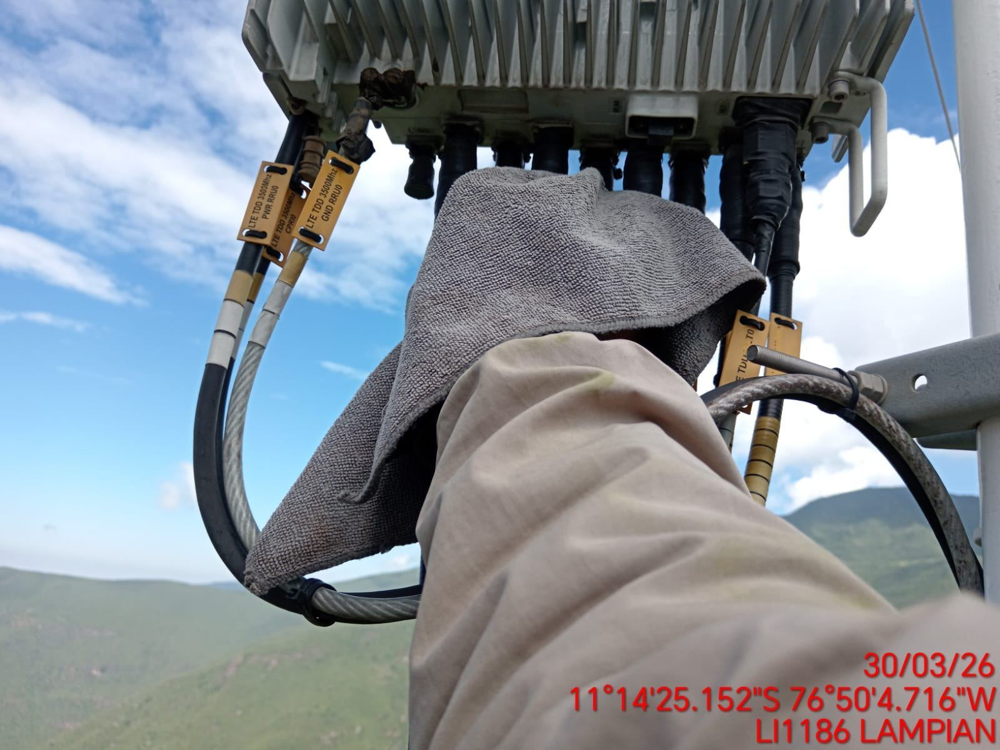 LTE TDD 3500Mhz
PWR RRU0
LTE TDD 3500Mhz
CPRI0
LTE TDD 3500Mhz
GND RRU0
30/03/26
11°14'25.152"S 76°50'4.716"W
LI1186 LAMPIAN